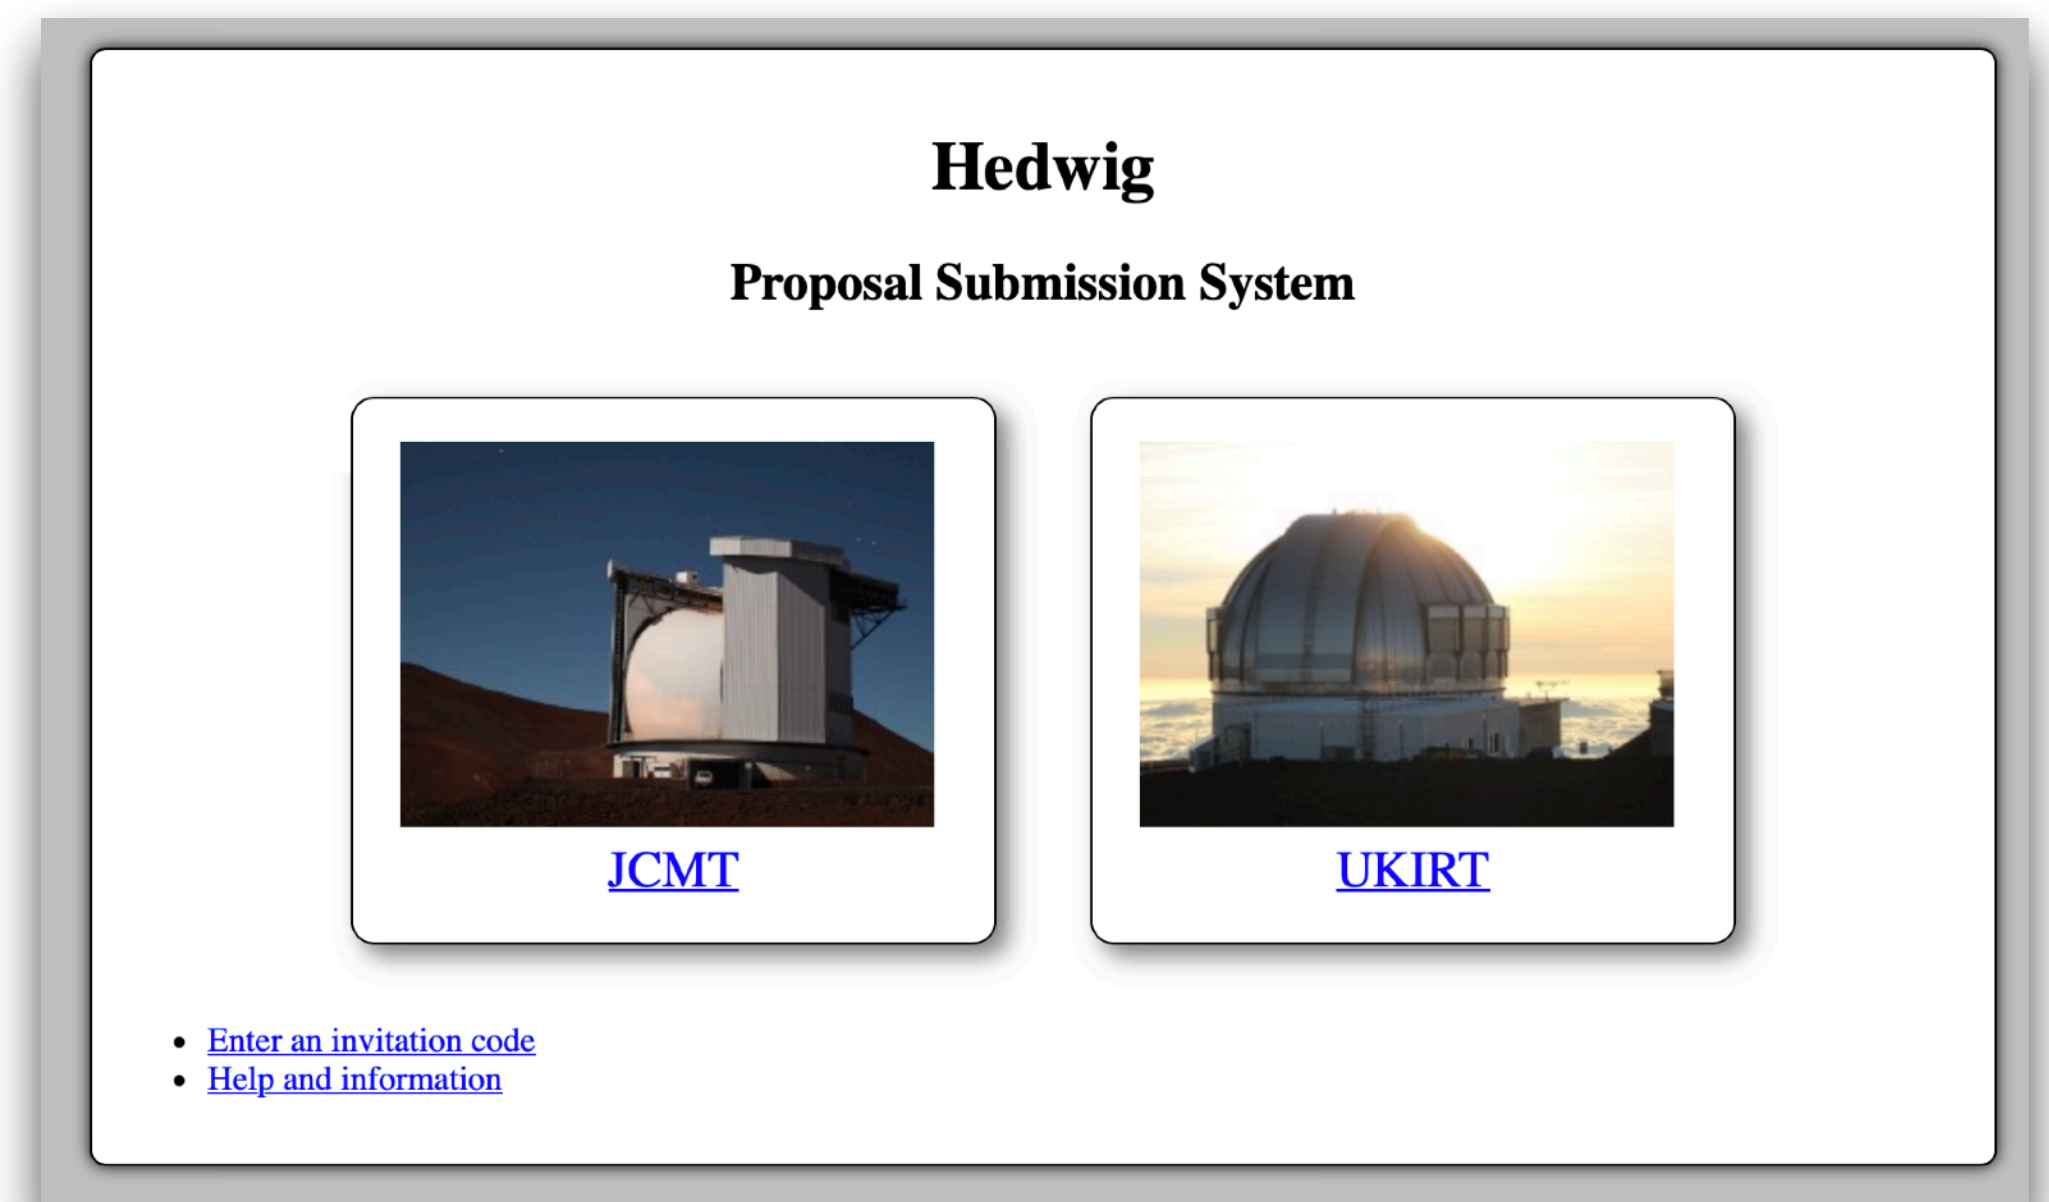 Hedwig
Proposal Submission System
JCMT
UKIRT
Enter an invitation code
Help and information